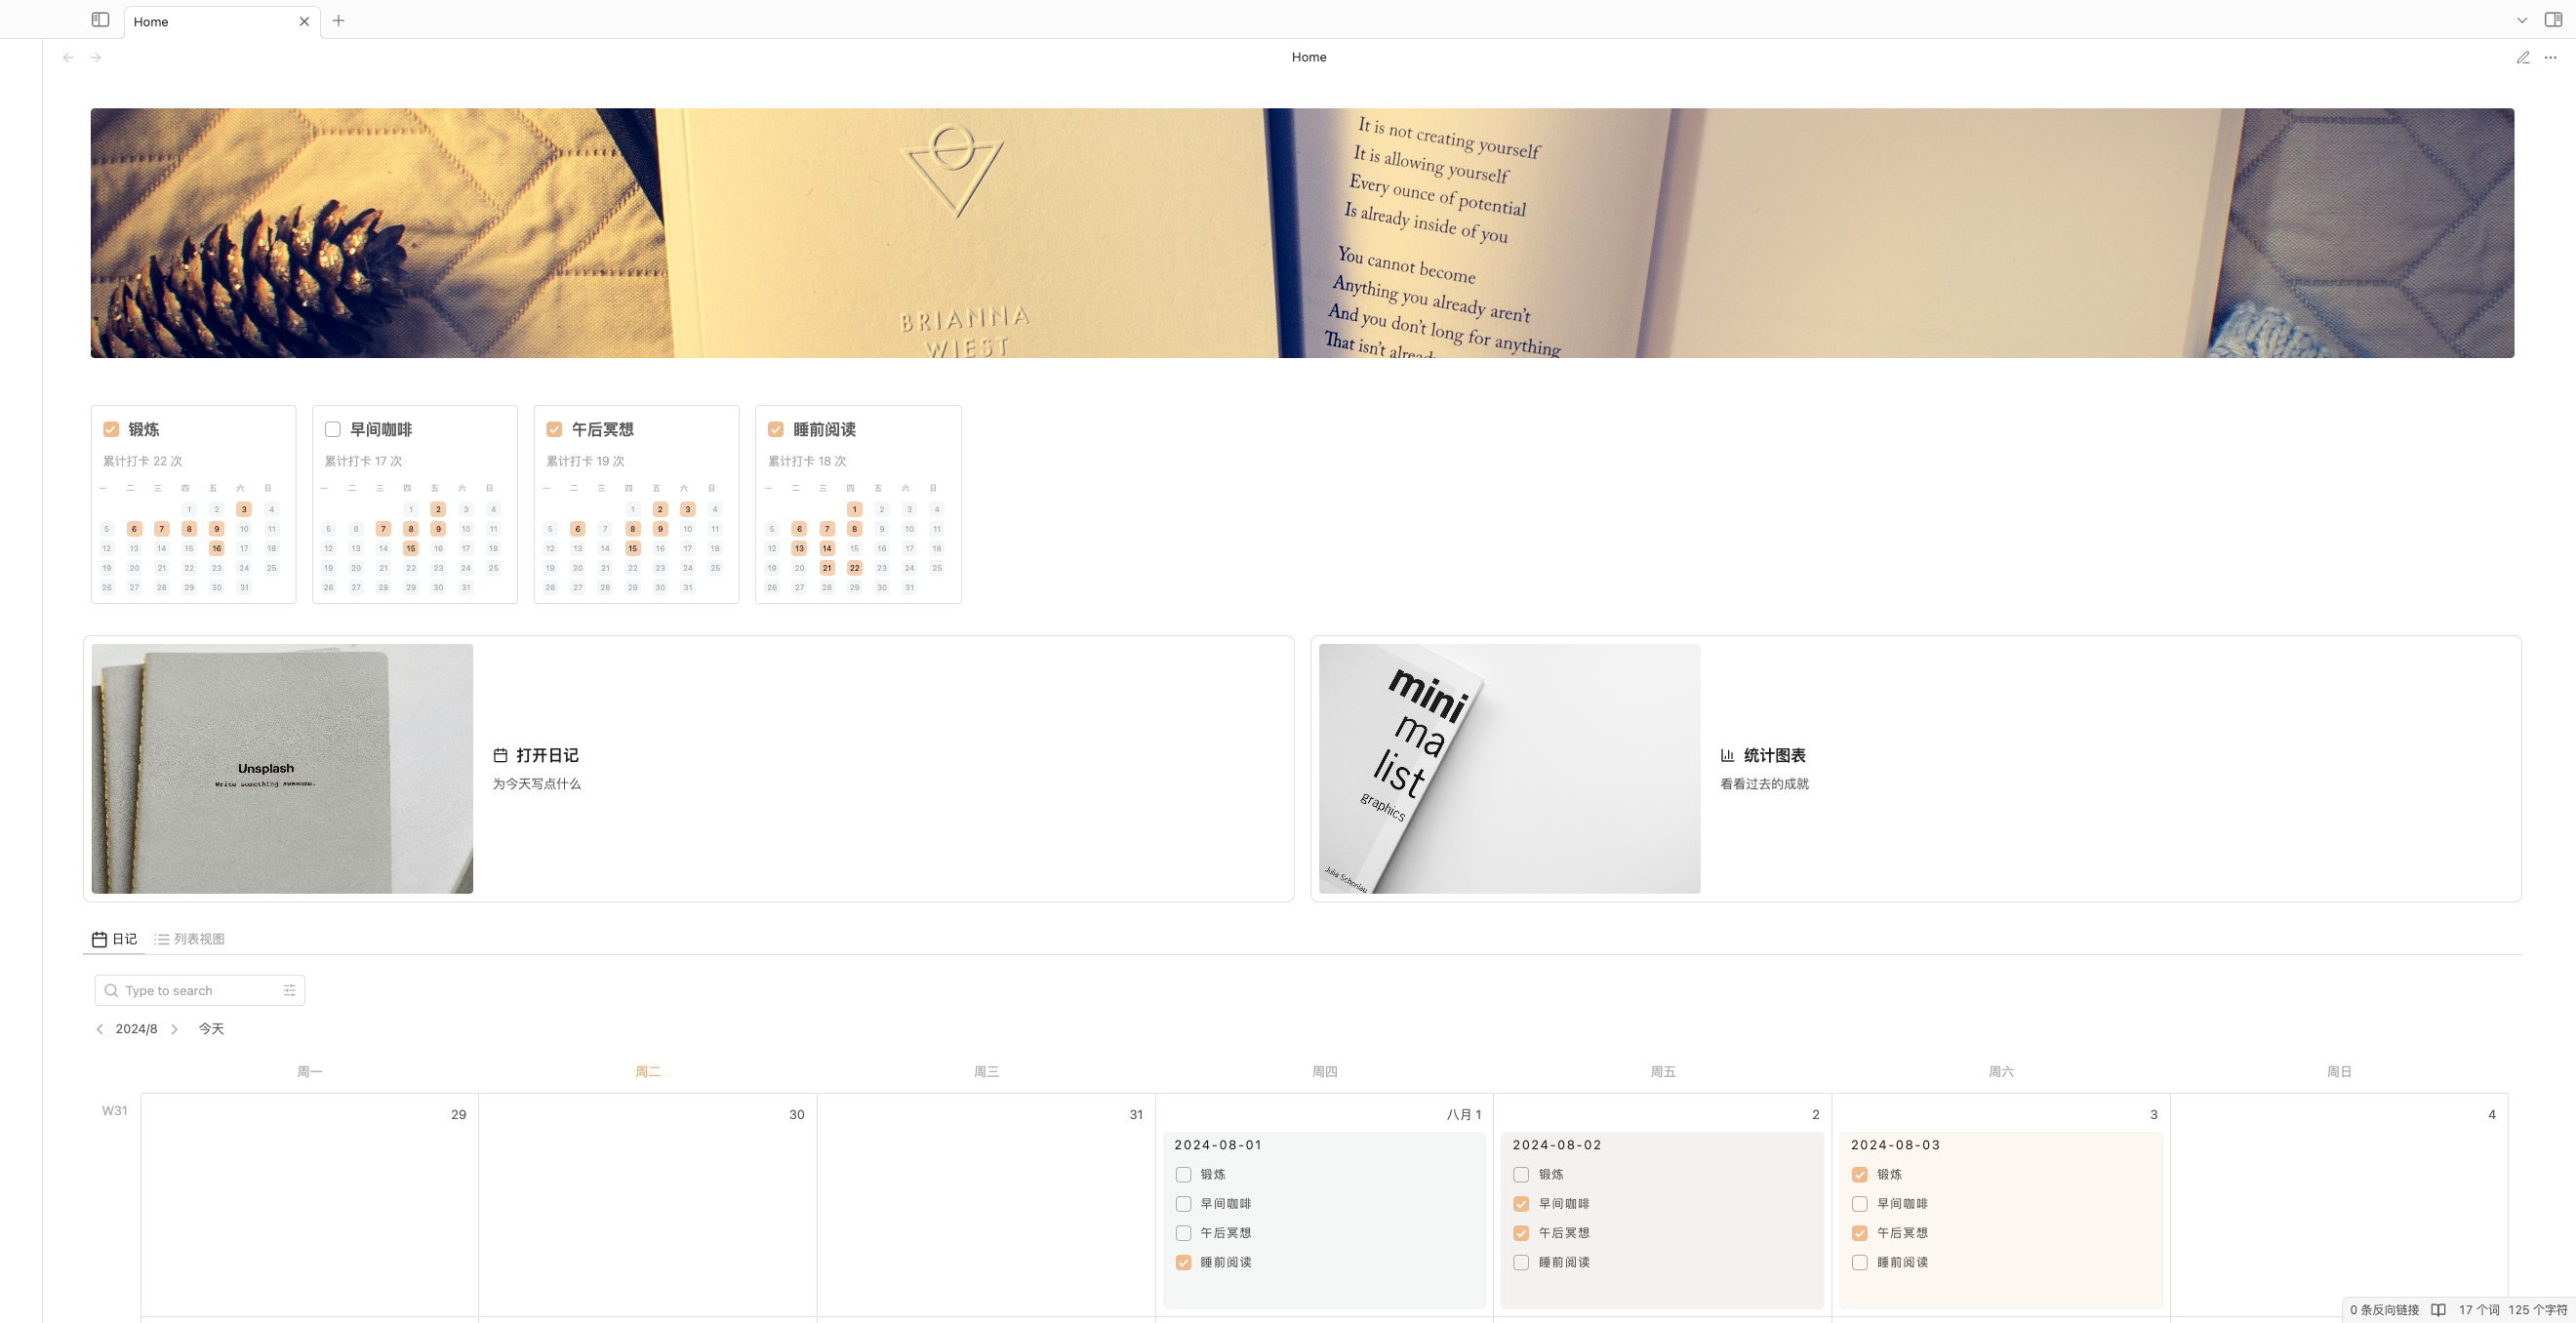 Home
Home
It is not creating yourself
It is allowing yourself
Every ounce of potential
Is already inside of you
You cannot become
Anything you already aren't
And you don't long for anything
That isn't
BRIANNA
WIEST
锻炼
累计打卡 22 次
一 二 三 四 五 六 日
1 2 3 4
5 6 7 8 9 10 11
12 13 14 15 16 17 18
19 20 21 22 23 24 25
26 27 28 29 30 31
早间咖啡
累计打卡 17 次
一 二 三 四 五 六 日
1 2 3 4
5 6 7 8 9 10 11
12 13 14 15 16 17 18
19 20 21 22 23 24 25
26 27 28 29 30 31
午后冥想
累计打卡 19 次
一 二 三 四 五 六 日
1 2 3 4
5 6 7 8 9 10 11
12 13 14 15 16 17 18
19 20 21 22 23 24 25
26 27 28 29 30 31
睡前阅读
累计打卡 18 次
一 二 三 四 五 六 日
1 2 3 4
5 6 7 8 9 10 11
12 13 14 15 16 17 18
19 20 21 22 23 24 25
26 27 28 29 30 31
Unsplash
Write something awesome.
打开日记
为今天写点什么
mini
ma
list
graphics
Julia Schonlau
统计图表
看看过去的成就
日记 列表视图
Type to search
2024/8 今天
周一 周二 周三 周四 周五 周六 周日
W31 29 30 31 八月 1 2 3 4
2024-08-01
锻炼
早间咖啡
午后冥想
睡前阅读
2024-08-02
锻炼
早间咖啡
午后冥想
睡前阅读
2024-08-03
锻炼
早间咖啡
午后冥想
睡前阅读
0 条反向链接 17 个词 125 个字符